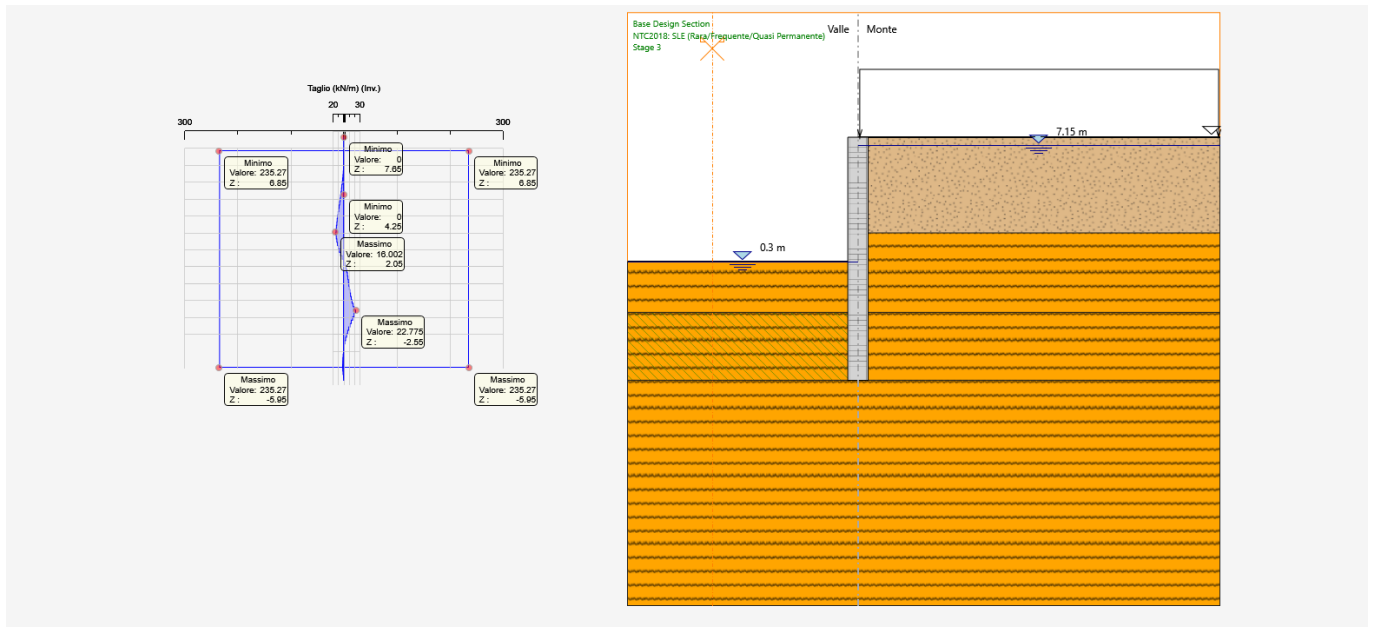 Taglio (kN/m) (Inv.)
20 30
300 300
Minimo
Valore: 0
Z : 7.65
Minimo
Valore: 235.27
Z : 6.85
Minimo
Valore: 235.27
Z : 6.85
Minimo
Valore: 0
Z : 4.25
Massimo
Valore: 16.002
Z : 2.05
Massimo
Valore: 22.775
Z : -2.55
Massimo
Valore: 235.27
Z : -5.95
Massimo
Valore: 235.27
Z : -5.95
Base Design Section
NTC2018: SLE (Rara/Frequente/Quasi Permanente)
Stage 3
Valle Monte
7.15 m
0.3 m